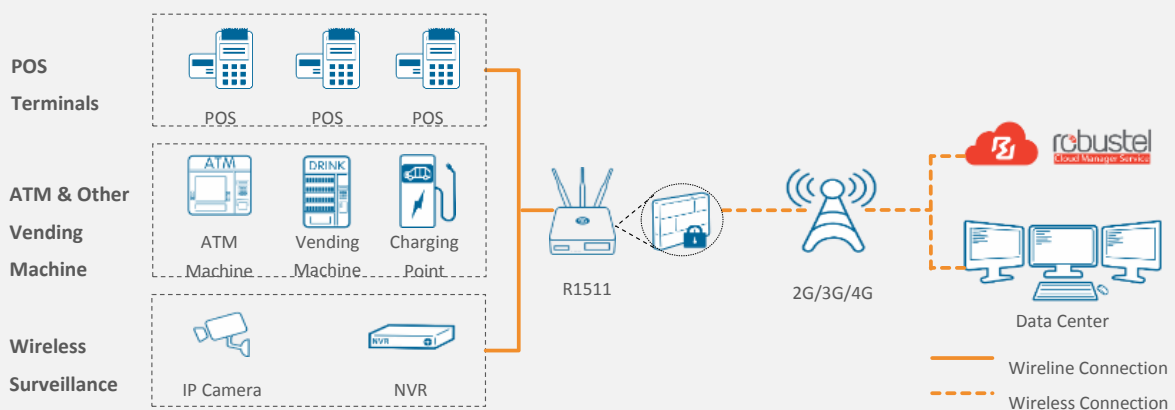 POS
Terminals
POS
POS
POS
ATM & Other
Vending
Machine
ATM
DRINK
ATM
Machine
Vending
Machine
Charging
Point
Wireless
Surveillance
NVR
IP Camera
NVR
R1511
2G/3G/4G
robustel
Cloud Manager Service
Data Center
Wireline Connection
Wireless Connection